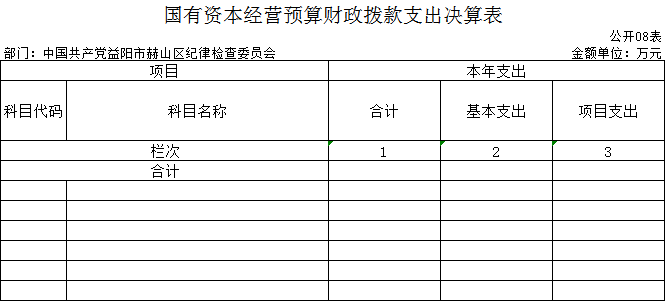 国有资本经营预算财政拨款支出决算表
公开08表
部门：中国共产党益阳市赫山区纪律检查委员会 金额单位：万元
项目 本年支出
科目代码 科目名称 合计 基本支出 项目支出
栏次 1 2 3
合计